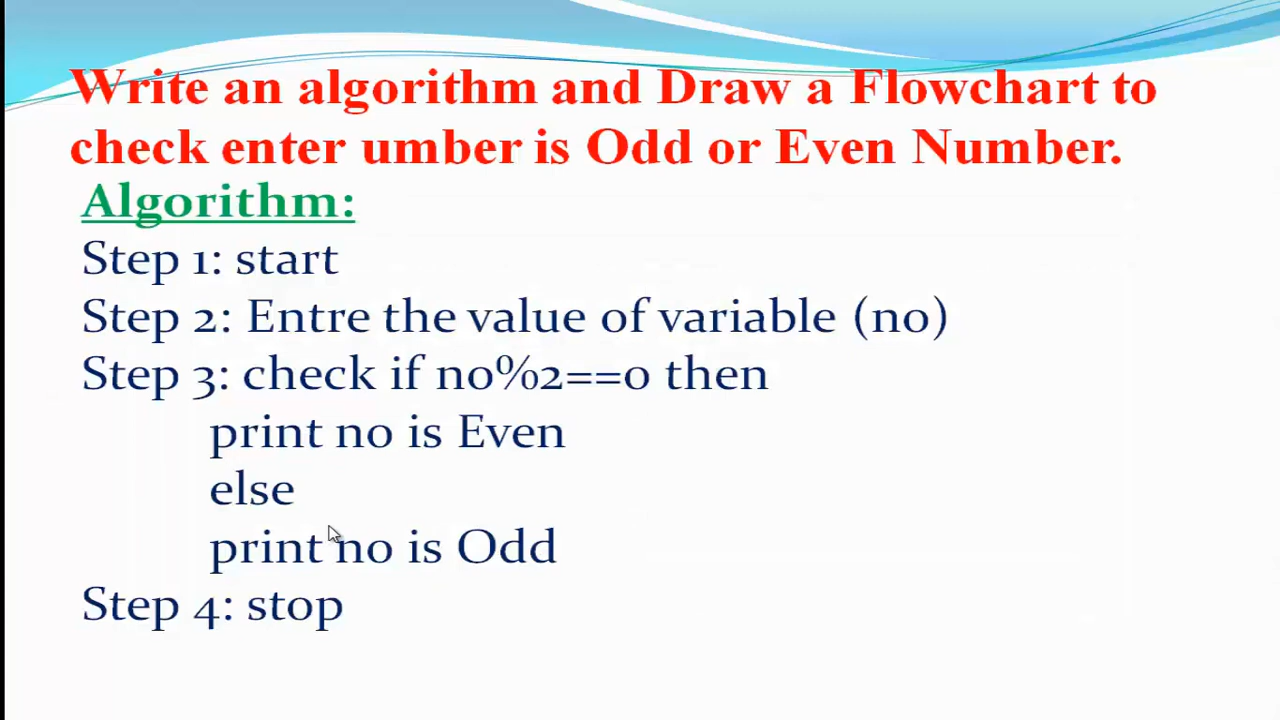 Write an algorithm and Draw a Flowchart to
check enter umber is Odd or Even Number.
Algorithm:
Step 1: start
Step 2: Entre the value of variable (no)
Step 3: check if no%2==0 then
print no is Even
else
print no is Odd
Step 4: stop